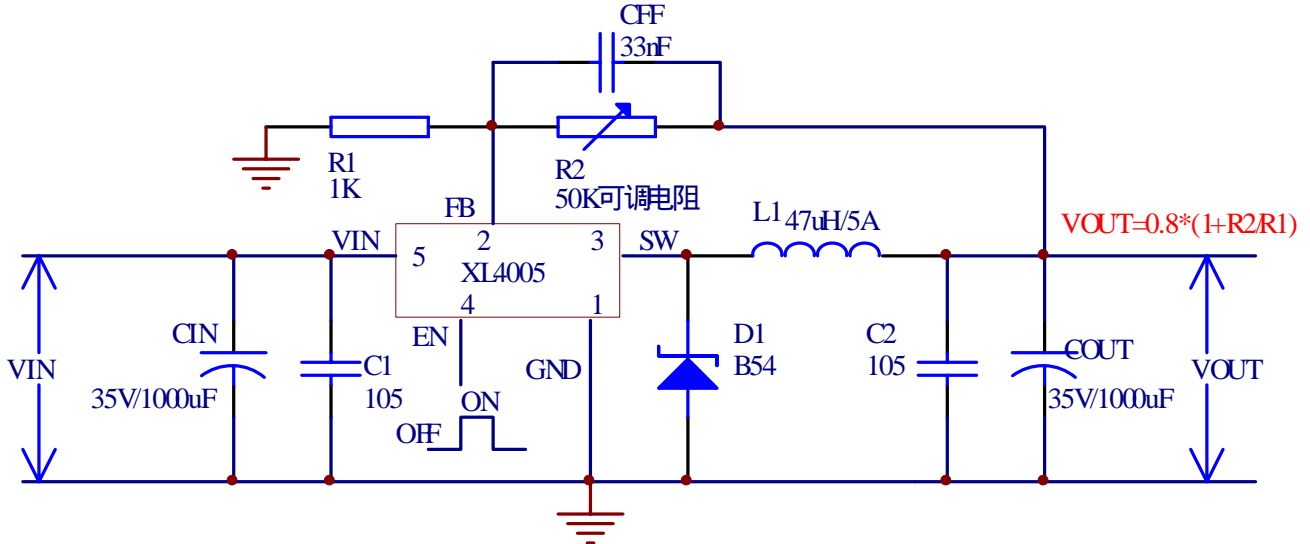 CFF
33nF
R1
1K
R2
50K可调电阻
FB
L1
47uH/5A
VOUT=0.8*(1+R2/R1)
VIN
5
2
3
SW
XL4005
4
1
EN
GND
CIN
35V/1000uF
C1
105
VIN
ON
OFF
D1
B54
C2
105
COUT
35V/1000uF
VOUT